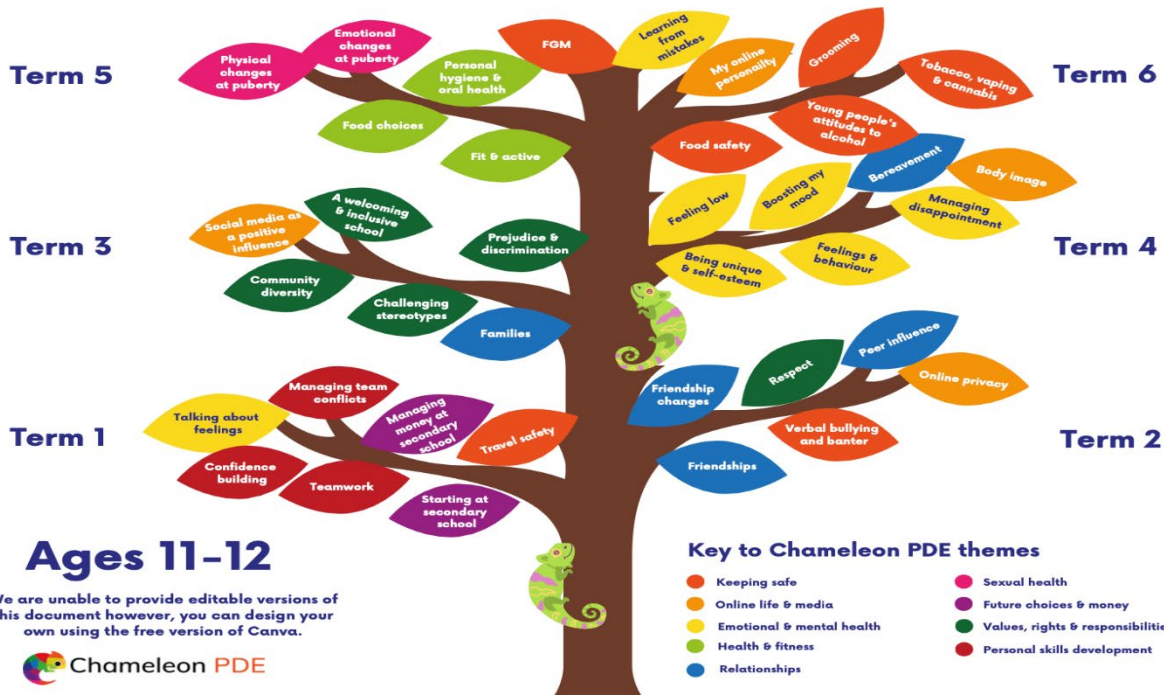 Term 5
Physical
changes
at puberty
Emotional
changes
at puberty
Personal
hygiene &
oral health
Food choices
Fit & active
FGM
Learning
from
mistakes
My online
personailty
Grooming
Tobacco, vaping
& cannabis
Young people's
attitudes to
alcohol
Food safety
Term 6
Term 3
Social media as
a positive
influence
A welcoming
& inclusive
school
Prejudice &
discrimination
Community
diversity
Challenging
stereotypes
Families
Feeling low
Boosting my
mood
Bereavement
Body image
Managing
disappointment
Feelings &
behaviour
Being unique
& self-esteem
Term 4
Term 1
Talking about
feelings
Managing team
conflicts
Managing
money at
secondary
school
Travel safety
Confidence
building
Teamwork
Starting at
secondary
school
Friendship
changes
Respect
Peer influence
Online privacy
Verbal bullying
and banter
Friendships
Term 2
Ages 11-12
We are unable to provide editable versions of
this document however, you can design your
own using the free version of Canva.
Chameleon PDE
Key to Chameleon PDE themes
Keeping safe
Online life & media
Emotional & mental health
Health & fitness
Relationships
Sexual health
Future choices & money
Values, rights & responsibilitie
Personal skills development